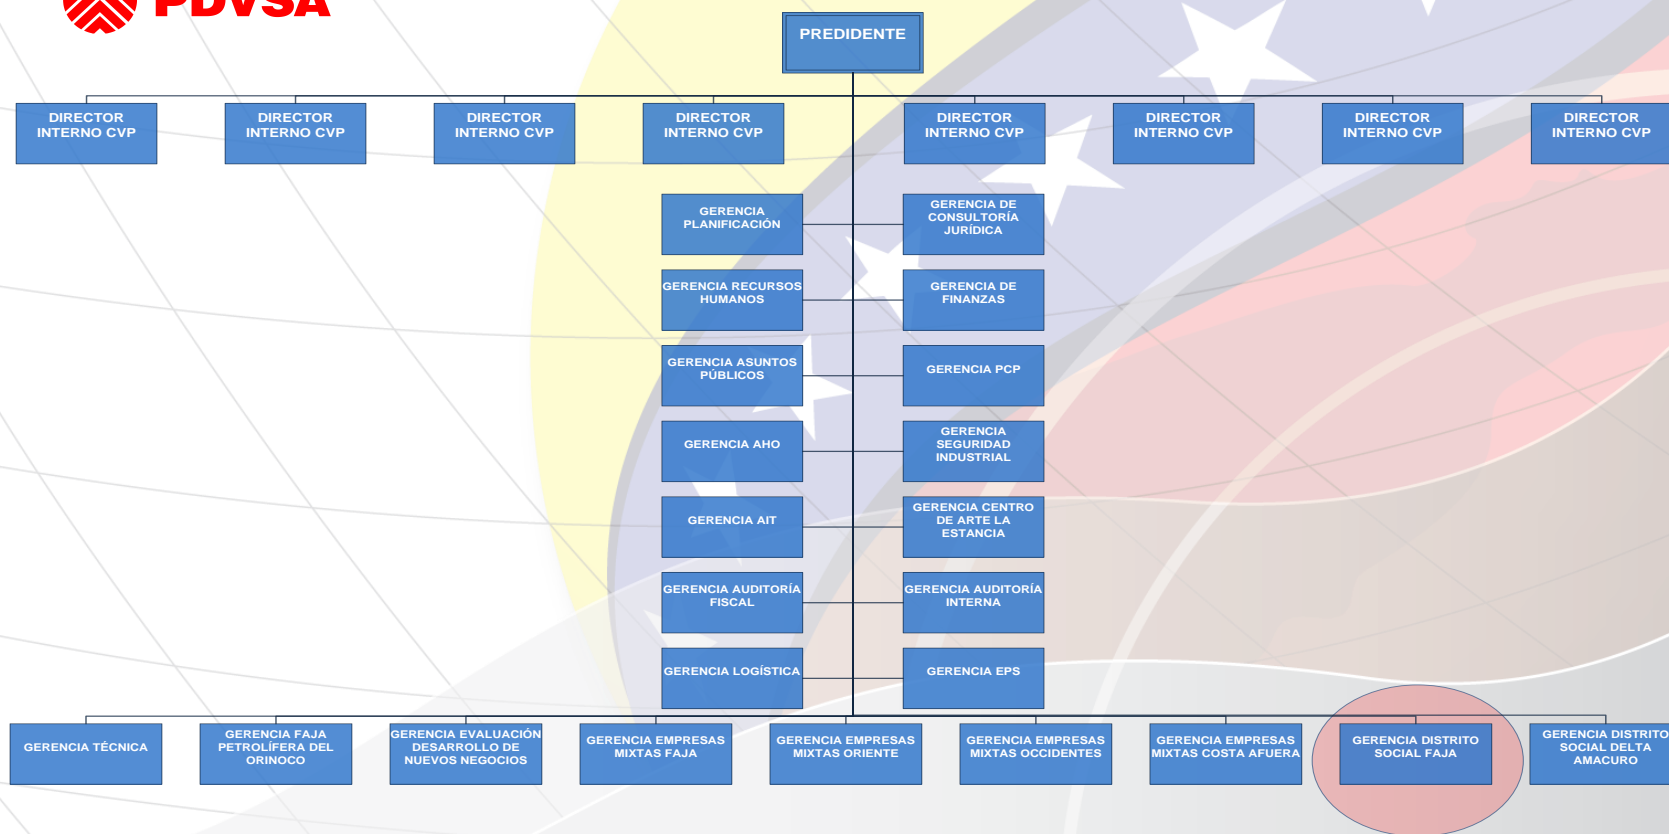 PDVSA
PREDIDENTE
DIRECTOR
INTERNO CVP
DIRECTOR
INTERNO CVP
DIRECTOR
INTERNO CVP
DIRECTOR
INTERNO CVP
DIRECTOR
INTERNO CVP
DIRECTOR
INTERNO CVP
DIRECTOR
INTERNO CVP
DIRECTOR
INTERNO CVP
GERENCIA
PLANIFICACIÓN
GERENCIA DE
CONSULTORÍA
JURÍDICA
GERENCIA RECURSOS
HUMANOS
GERENCIA DE
FINANZAS
GERENCIA ASUNTOS
PÚBLICOS
GERENCIA PCP
GERENCIA AHO
GERENCIA
SEGURIDAD
INDUSTRIAL
GERENCIA AIT
GERENCIA CENTRO
DE ARTE LA
ESTANCIA
GERENCIA AUDITORÍA
FISCAL
GERENCIA AUDITORÍA
INTERNA
GERENCIA LOGÍSTICA
GERENCIA EPS
GERENCIA TÉCNICA
GERENCIA FAJA
PETROLÍFERA DEL
ORINOCO
GERENCIA EVALUACIÓN
DESARROLLO DE
NUEVOS NEGOCIOS
GERENCIA EMPRESAS
MIXTAS FAJA
GERENCIA EMPRESAS
MIXTAS ORIENTE
GERENCIA EMPRESAS
MIXTAS OCCIDENTES
GERENCIA EMPRESAS
MIXTAS COSTA AFUERA
GERENCIA DISTRITO
SOCIAL FAJA
GERENCIA DISTRITO
SOCIAL DELTA
AMACURO